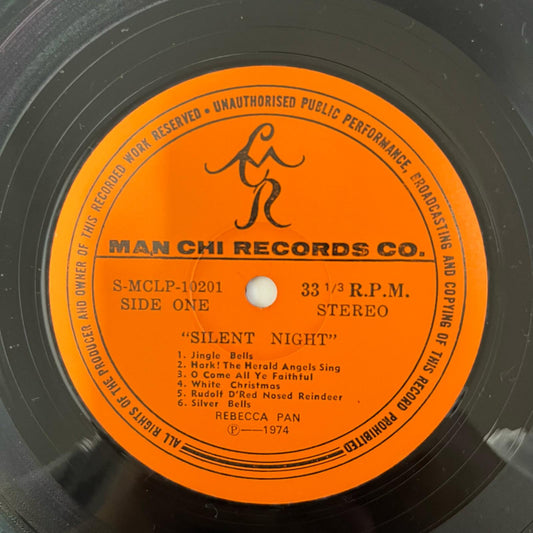 ALL RIGHTS OF THE PRODUCER AND OWNER OF THIS RECORDED WORK RESERVED • UNAUTHORISED PUBLIC PERFORMANCE, BROADCASTING AND COPYING OF THIS RECORD PROHIBITED
MCR
MAN CHI RECORDS CO.
S-MCLP-10201
SIDE ONE
33 1/3 R.P.M.
STEREO
"SILENT NIGHT"
1. Jingle Bells
2. Hark! The Herald Angels Sing
3. O Come All Ye Faithful
4. White Christmas
5. Rudolf D'Red Nosed Reindeer
6. Silver Bells
REBECCA PAN
Ⓟ—1974